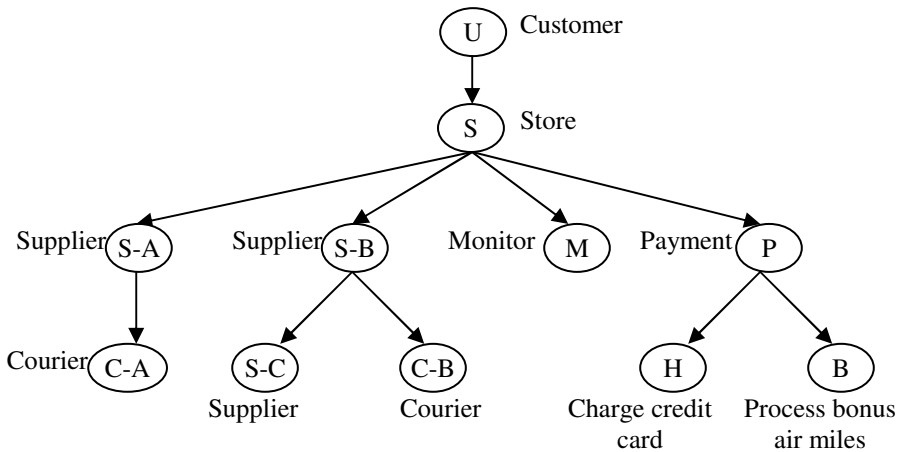 U Customer
S Store
Supplier S-A Supplier S-B Monitor M Payment P
Courier C-A S-C C-B H B
Supplier Courier Charge credit Process bonus
card air miles